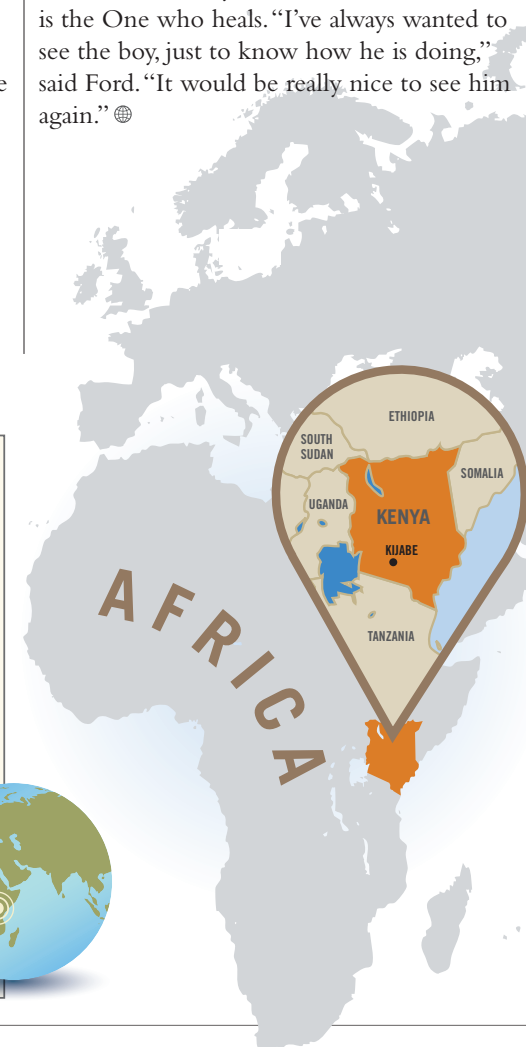 is the One who heals. “I’ve always wanted to
see the boy, just to know how he is doing,”
said Ford. “It would be really nice to see him
again.”
e
ETHIOPIA
SOUTH
SUDAN
SOMALIA
UGANDA
KENYA
KIJABE
TANZANIA
AFRICA